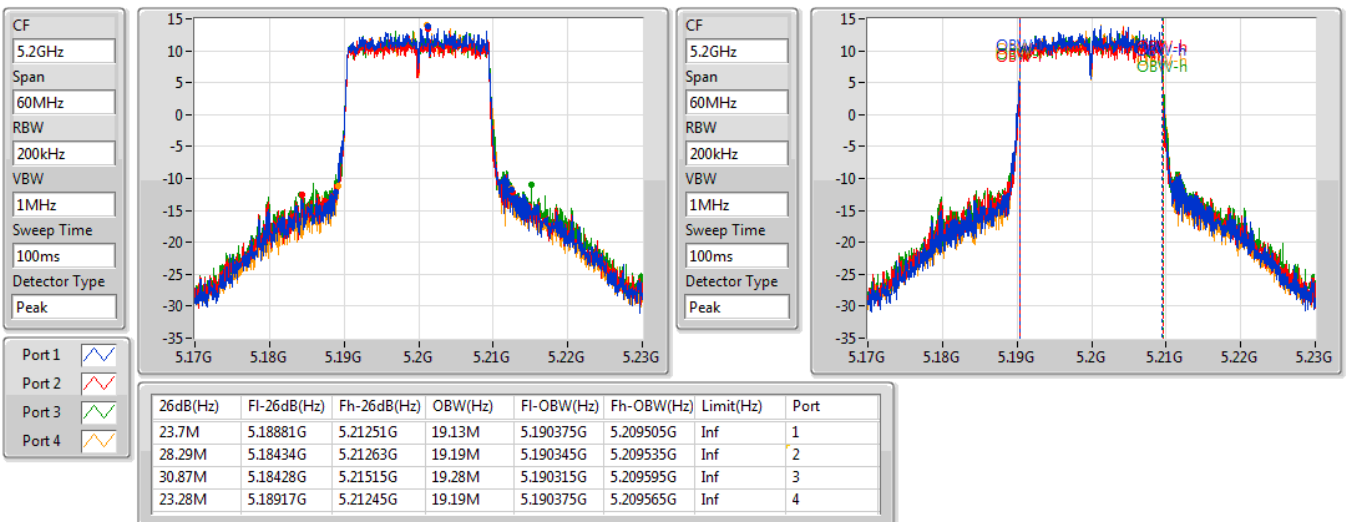 CF
5.2GHz
Span
60MHz
RBW
200kHz
VBW
1MHz
Sweep Time
100ms
Detector Type
Peak
15
10
5
0
-5
-10
-15
-20
-25
-30
-35
5.17G 5.18G 5.19G 5.2G 5.21G 5.22G 5.23G
CF
5.2GHz
Span
60MHz
RBW
200kHz
VBW
1MHz
Sweep Time
100ms
Detector Type
Peak
15
10
5
0
-5
-10
-15
-20
-25
-30
-35
OBW-h
5.17G 5.18G 5.19G 5.2G 5.21G 5.22G 5.23G
Port 1
Port 2
Port 3
Port 4
26dB(Hz) Fl-26dB(Hz) Fh-26dB(Hz) OBW(Hz) Fl-OBW(Hz) Fh-OBW(Hz) Limit(Hz) Port
23.7M 5.18881G 5.21251G 19.13M 5.190375G 5.209505G Inf 1
28.29M 5.18434G 5.21263G 19.19M 5.190345G 5.209535G Inf 2
30.87M 5.18428G 5.21515G 19.28M 5.190315G 5.209595G Inf 3
23.28M 5.18917G 5.21245G 19.19M 5.190375G 5.209565G Inf 4